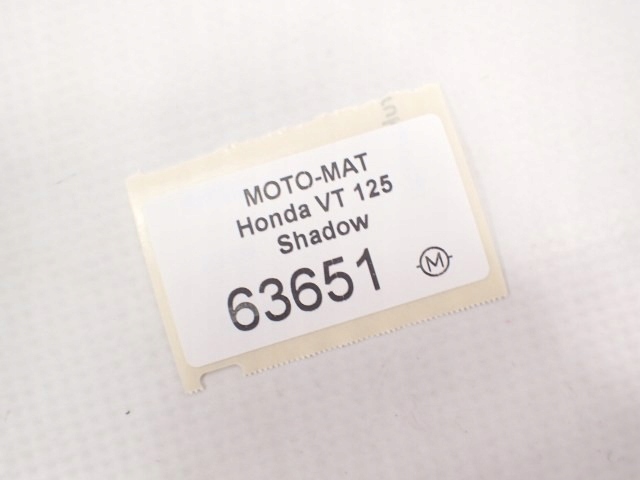 MOTO-MAT
Honda VT 125
Shadow
63651
M